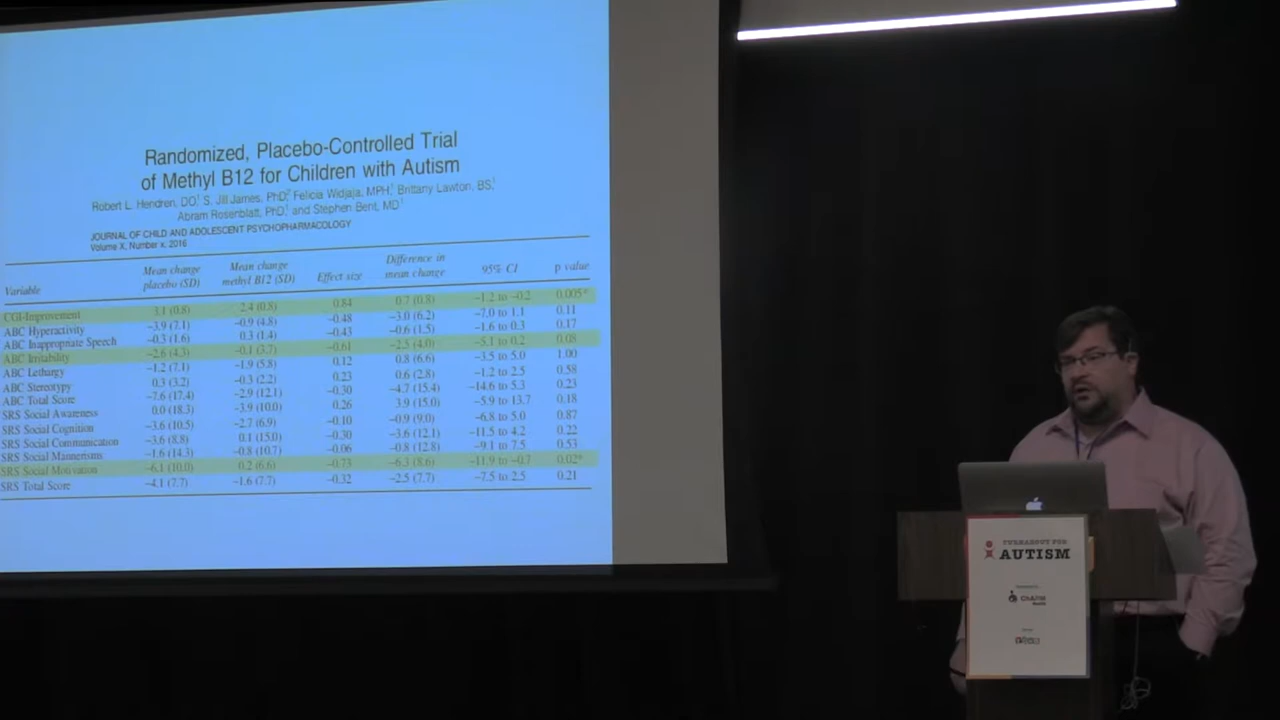 Randomized, Placebo-Controlled Trial
of Methyl B12 for Children with Autism
Robert L. Hendren, DO,¹ S. Jill James, PhD,² Felicia Widjaja, MPH,¹ Brittany Lawton, BS,¹
Abram Rosenblatt, PhD,¹ and Stephen Bent, MD¹
JOURNAL OF CHILD AND ADOLESCENT PSYCHOPHARMACOLOGY
Volume X, Number x, 2016
Variable Mean change placebo (SD) Mean change methyl B12 (SD) Effect size Difference in mean change 95% CI p value
CGI-Improvement 3.1 (0.8) 2.4 (0.8) 0.84 0.7 (0.8) −1.2 to −0.2 0.005*
ABC Hyperactivity −3.9 (7.1) −0.9 (4.8) −0.48 −3.0 (6.2) −7.0 to 1.1 0.11
ABC Inappropriate Speech −0.3 (1.6) 0.3 (1.4) −0.43 −0.6 (1.5) −1.6 to 0.3 0.17
ABC Irritability −2.6 (4.3) −0.1 (3.7) −0.61 −2.5 (4.0) −5.1 to 0.2 0.08
ABC Lethargy −1.2 (7.1) −1.9 (5.8) 0.12 0.8 (6.6) −3.5 to 5.0 1.00
ABC Stereotypy 0.3 (3.2) −0.3 (2.2) 0.23 0.6 (2.8) −1.2 to 2.5 0.58
ABC Total Score −7.6 (17.4) −2.9 (12.1) −0.30 −4.7 (15.4) −14.6 to 5.3 0.23
SRS Social Awareness 0.0 (18.3) −3.9 (10.0) 0.26 3.9 (15.0) −5.9 to 13.7 0.18
SRS Social Cognition −3.6 (10.5) −2.7 (6.9) −0.10 −0.9 (9.0) −6.8 to 5.0 0.87
SRS Social Communication −3.6 (8.8) 0.1 (15.0) −0.30 −3.6 (12.1) −11.5 to 4.2 0.22
SRS Social Mannerisms −1.6 (14.3) −0.8 (10.7) −0.06 −0.8 (12.8) −9.1 to 7.5 0.53
SRS Social Motivation −6.1 (10.0) 0.2 (6.6) −0.73 −6.3 (8.6) −11.9 to −0.7 0.02*
SRS Total Score −4.1 (7.7) −1.6 (7.7) −0.32 −2.5 (7.7) −7.5 to 2.5 0.21
AUTISM